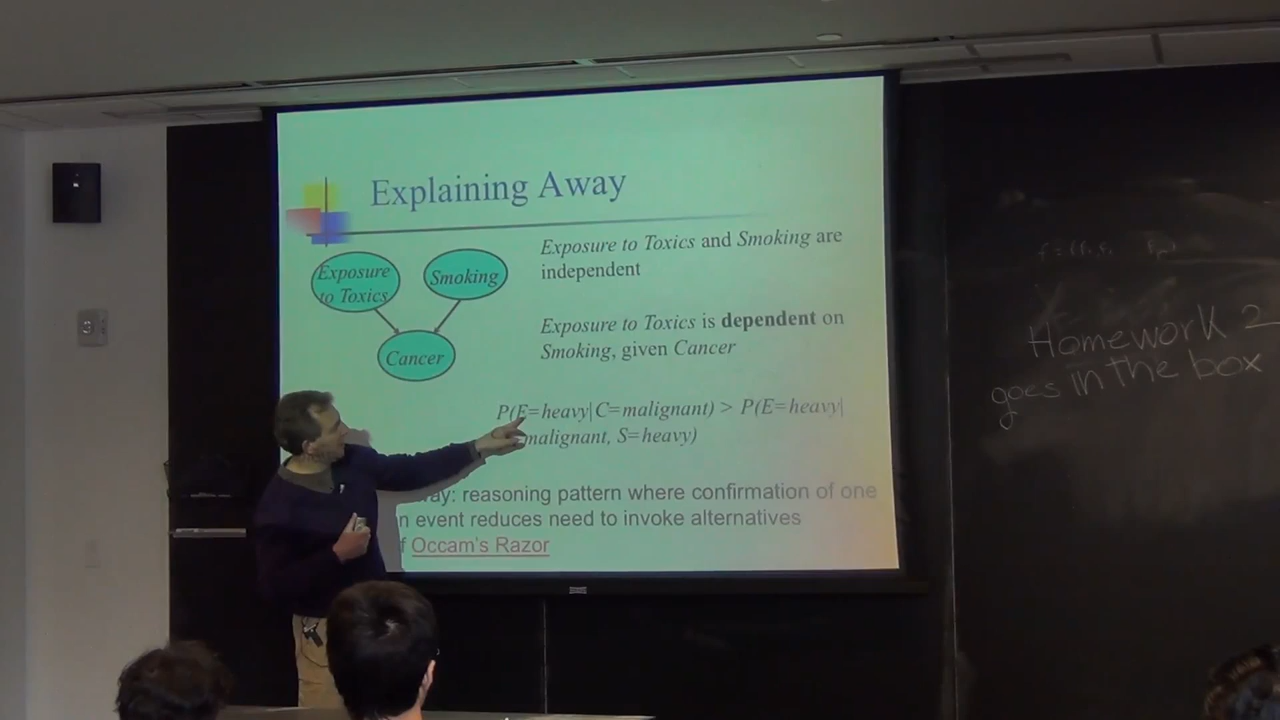 Explaining Away
Exposure
to Toxics
Smoking
Cancer
Exposure to Toxics and Smoking are
independent
Exposure to Toxics is dependent on
Smoking, given Cancer
P(E=heavy|C=malignant) > P(E=heavy|
malignant, S=heavy)
reasoning pattern where confirmation of one
event reduces need to invoke alternatives
Occam's Razor
Homework 2
goes in the box